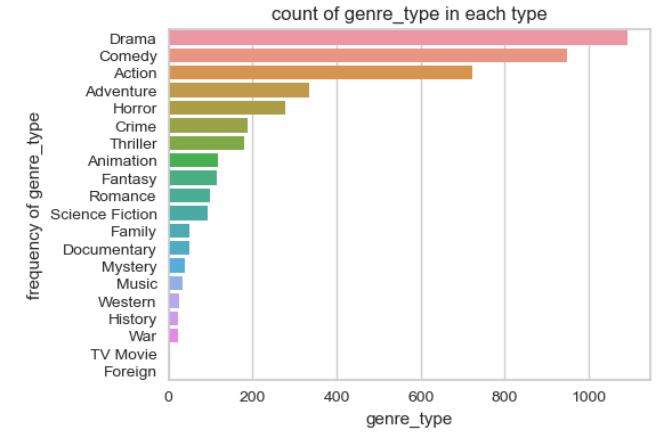 count of genre_type in each type
frequency of genre_type
Drama
Comedy
Action
Adventure
Horror
Crime
Thriller
Animation
Fantasy
Romance
Science Fiction
Family
Documentary
Mystery
Music
Western
History
War
TV Movie
Foreign
0 200 400 600 800 1000
genre_type